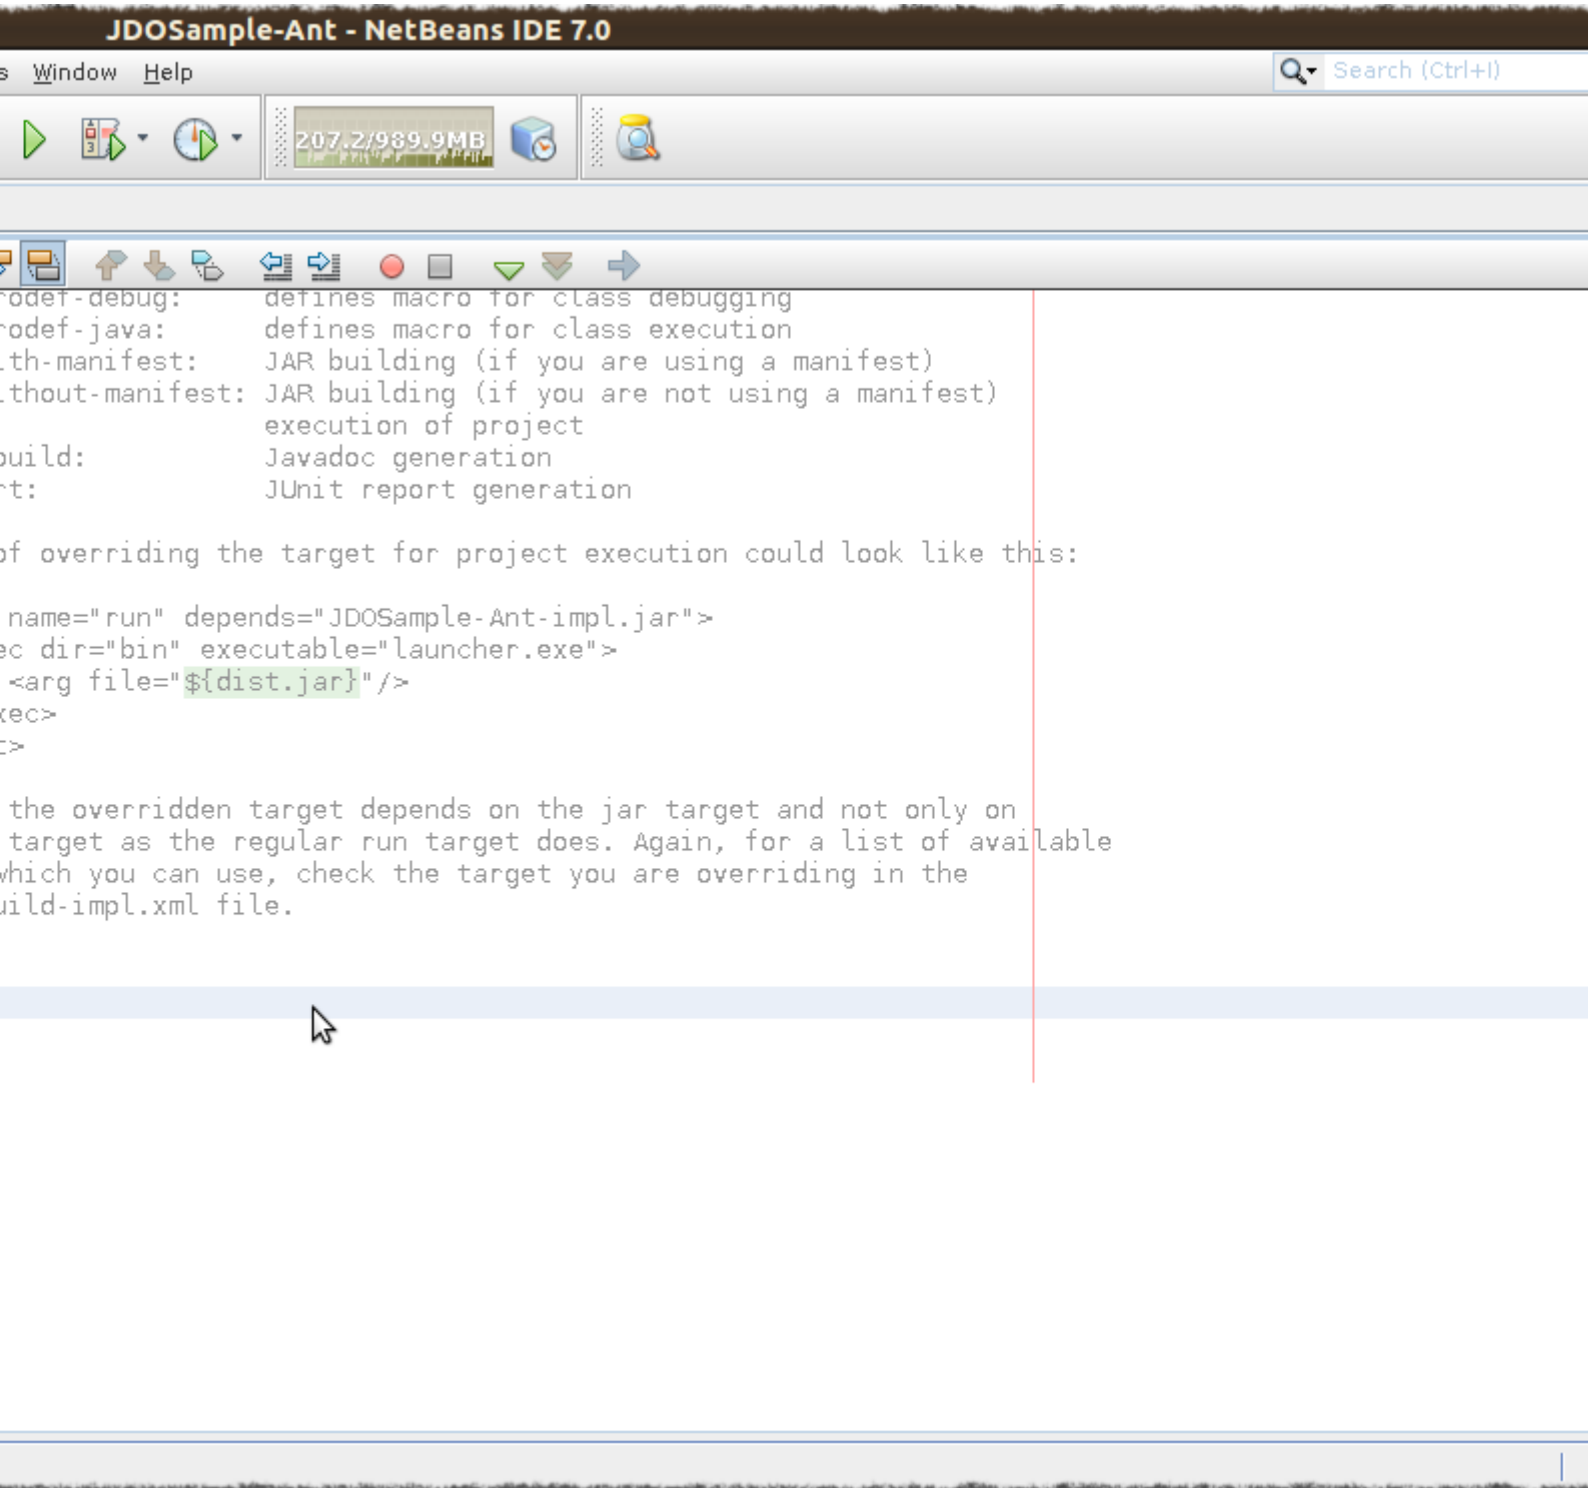 JDOSample-Ant - NetBeans IDE 7.0
s Window Help
Search (Ctrl+I)
207.2/989.9MB
rodef-debug: defines macro for class debugging
rodef-java: defines macro for class execution
ith-manifest: JAR building (if you are using a manifest)
ithout-manifest: JAR building (if you are not using a manifest)
execution of project
build: Javadoc generation
rt: JUnit report generation
of overriding the target for project execution could look like this:
name="run" depends="JDOSample-Ant-impl.jar">
ec dir="bin" executable="launcher.exe">
<arg file="${dist.jar}"/>
xec>
t>
the overridden target depends on the jar target and not only on
target as the regular run target does. Again, for a list of available
which you can use, check the target you are overriding in the
uild-impl.xml file.